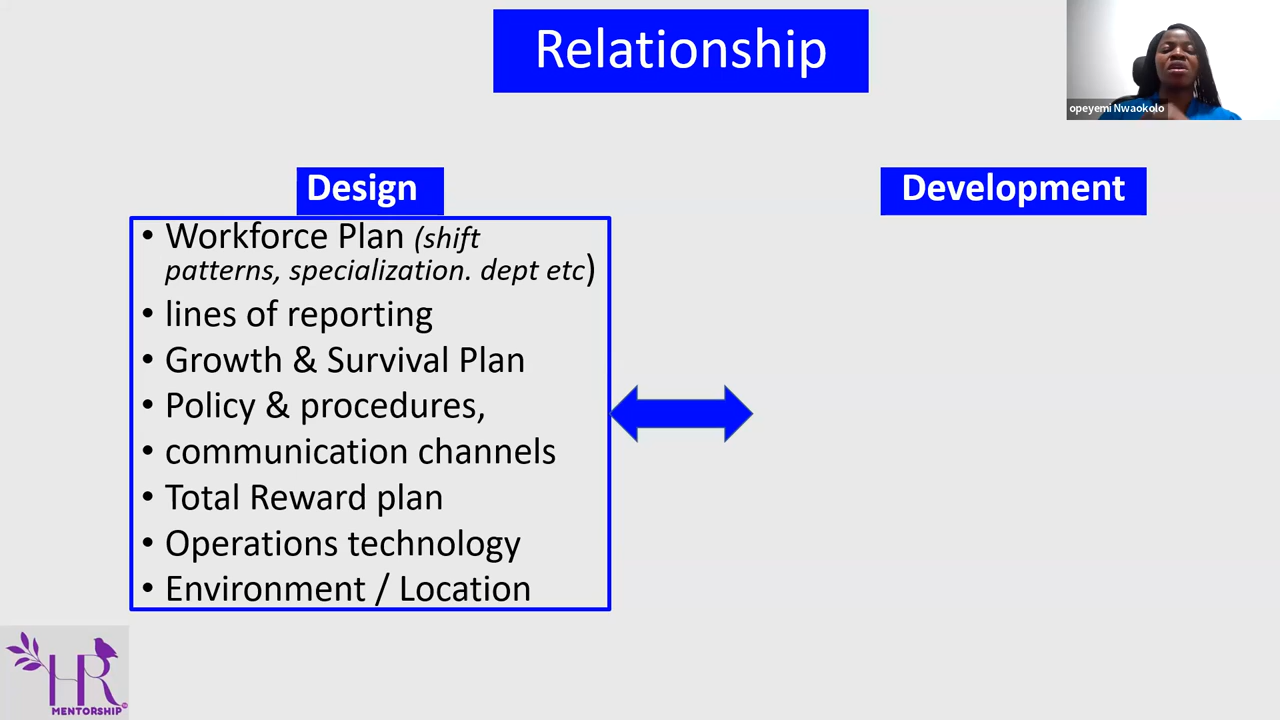 Relationship
opeyemi Nwaokolo
Design
Development
• Workforce Plan (shift
patterns, specialization. dept etc)
• lines of reporting
• Growth & Survival Plan
• Policy & procedures,
• communication channels
• Total Reward plan
• Operations technology
• Environment / Location
HR
MENTORSHIP